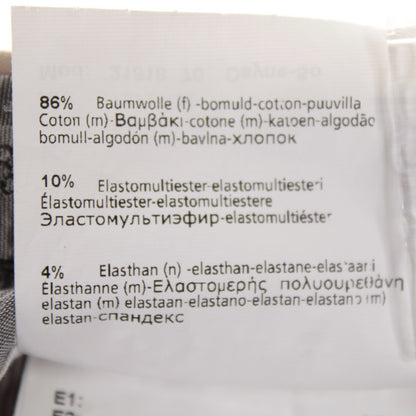 86% Baumwolle (f) -bomuld-cotton-puuvilla
Coton (m)-Βαμβάκι-cotone (m)-katoen-algodão
bomull-algodón (m)-bavlna-хлопок
10% Elastomultiester-elastomultiesteri
Élastomultiester-elastomultiestere
Эластомультиэфир-elastomultiéster
4% Elasthan (n) -elasthan-elastane-elastaani
Élasthanne (m)-Ελαστομερής πολυουρεθάνη
elastan (m) elastaan-elastano-elastan-elastano (m)
elastan-спандекс
E1: